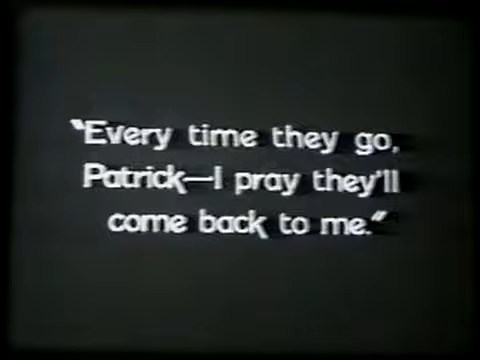 "Every time they go,
Patrick—I pray they'll
come back to me."